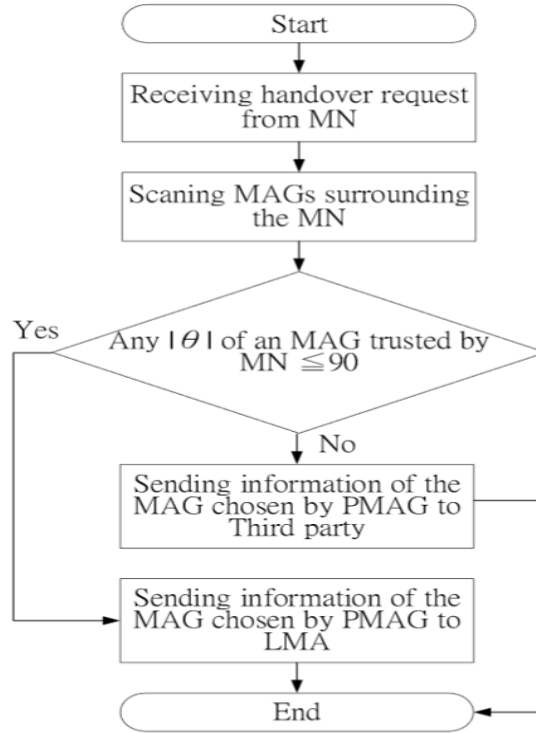 Start
Receiving handover request
from MN
Scaning MAGs surrounding
the MN
Yes
Any |θ| of an MAG trusted by
MN ≦90
No
Sending information of the
MAG chosen by PMAG to
Third party
Sending information of the
MAG chosen by PMAG to
LMA
End